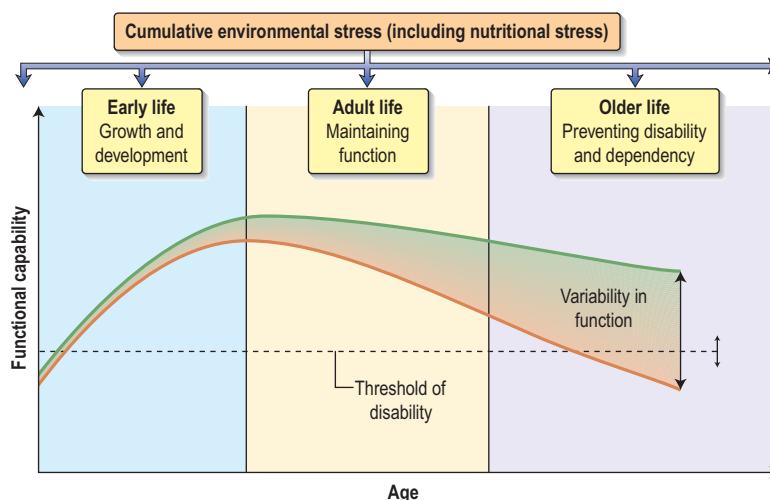 Cumulative environmental stress (including nutritional stress)
Early life
Growth and
development
Adult life
Maintaining
function
Older life
Preventing disability
and dependency
Functional capability
Variability in
function
Threshold of
disability
Age